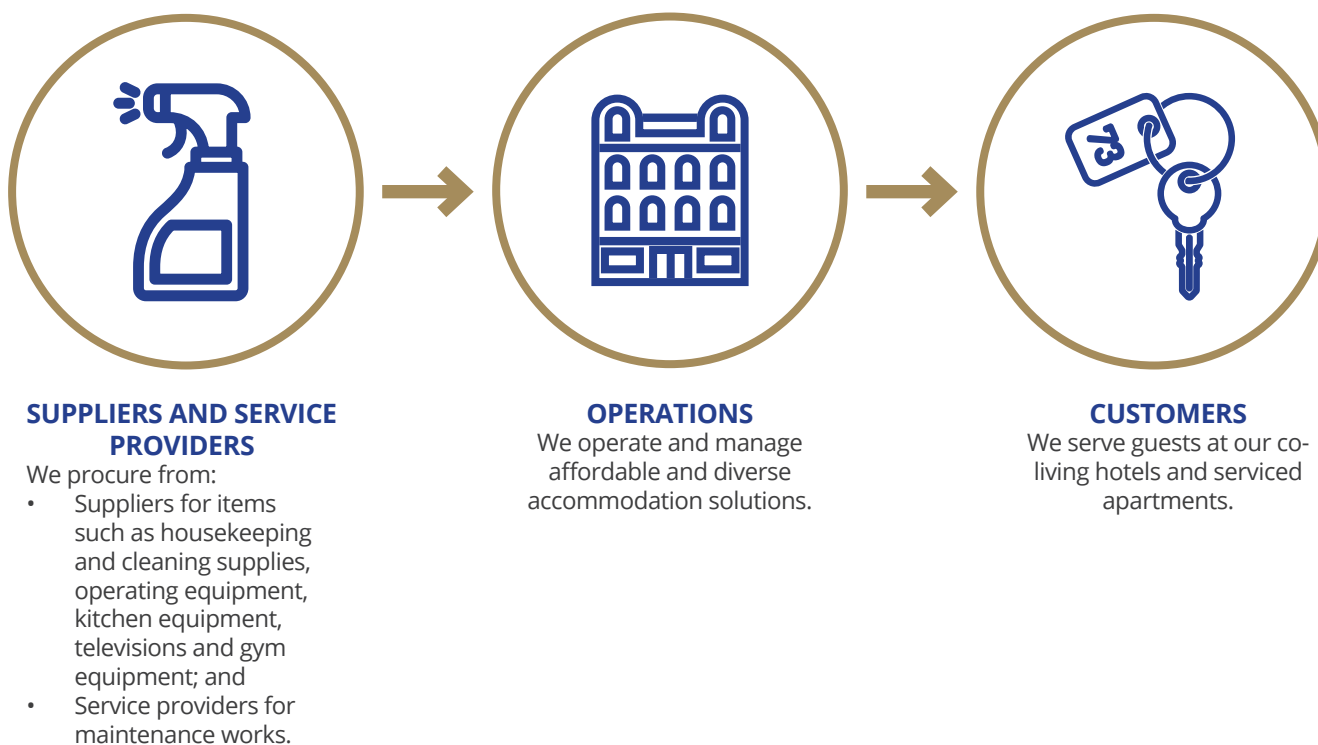 73
SUPPLIERS AND SERVICE
PROVIDERS
We procure from:
• Suppliers for items
such as housekeeping
and cleaning supplies,
operating equipment,
kitchen equipment,
televisions and gym
equipment; and
• Service providers for
maintenance works.
OPERATIONS
We operate and manage
affordable and diverse
accommodation solutions.
CUSTOMERS
We serve guests at our co-
living hotels and serviced
apartments.